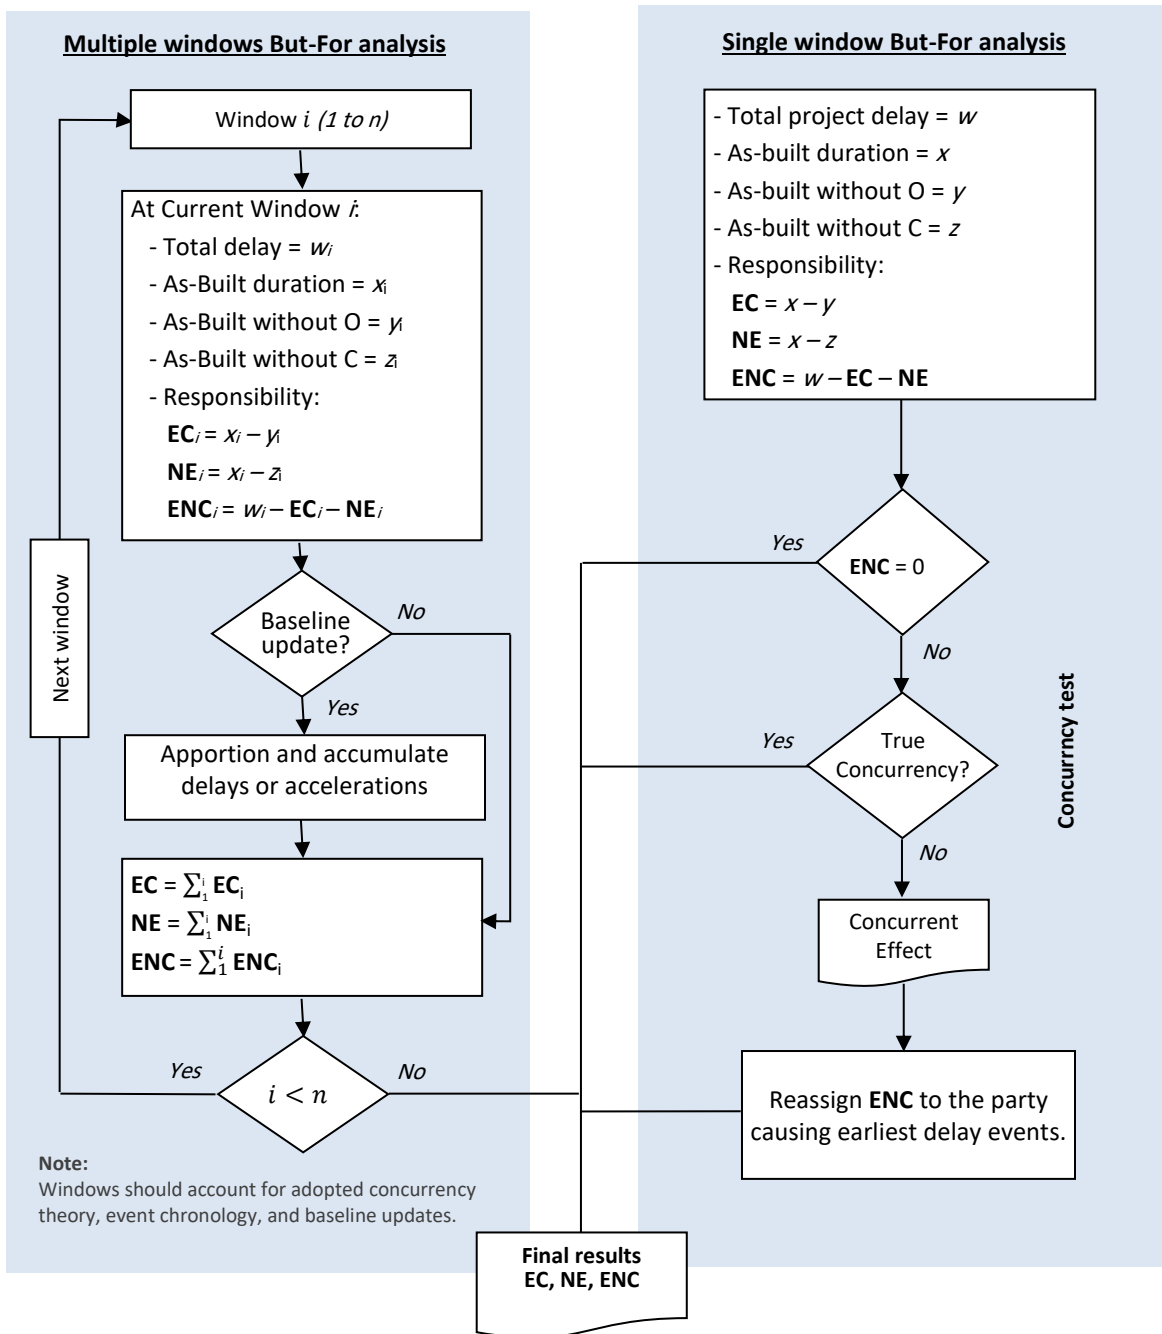 Multiple windows But-For analysis
Window i (1 to n)
At Current Window i:
- Total delay = wᵢ
- As-Built duration = xᵢ
- As-Built without O = yᵢ
- As-Built without C = zᵢ
- Responsibility:
ECᵢ = xᵢ – yᵢ
NEᵢ = xᵢ – zᵢ
ENCᵢ = wᵢ – ECᵢ – NEᵢ
Baseline
update?
No
Yes
Apportion and accumulate
delays or accelerations
EC = ∑₁ⁱ ECᵢ
NE = ∑₁ⁱ NEᵢ
ENC = ∑₁ⁱ ENCᵢ
i < n
Yes
No
Next window
Note:
Windows should account for adopted concurrency
theory, event chronology, and baseline updates.
Single window But-For analysis
- Total project delay = w
- As-built duration = x
- As-built without O = y
- As-built without C = z
- Responsibility:
EC = x – y
NE = x – z
ENC = w – EC – NE
ENC = 0
Yes
No
True
Concurrency?
Yes
No
Concurrent
Effect
Reassign ENC to the party
causing earliest delay events.
Concurrncy test
Final results
EC, NE, ENC